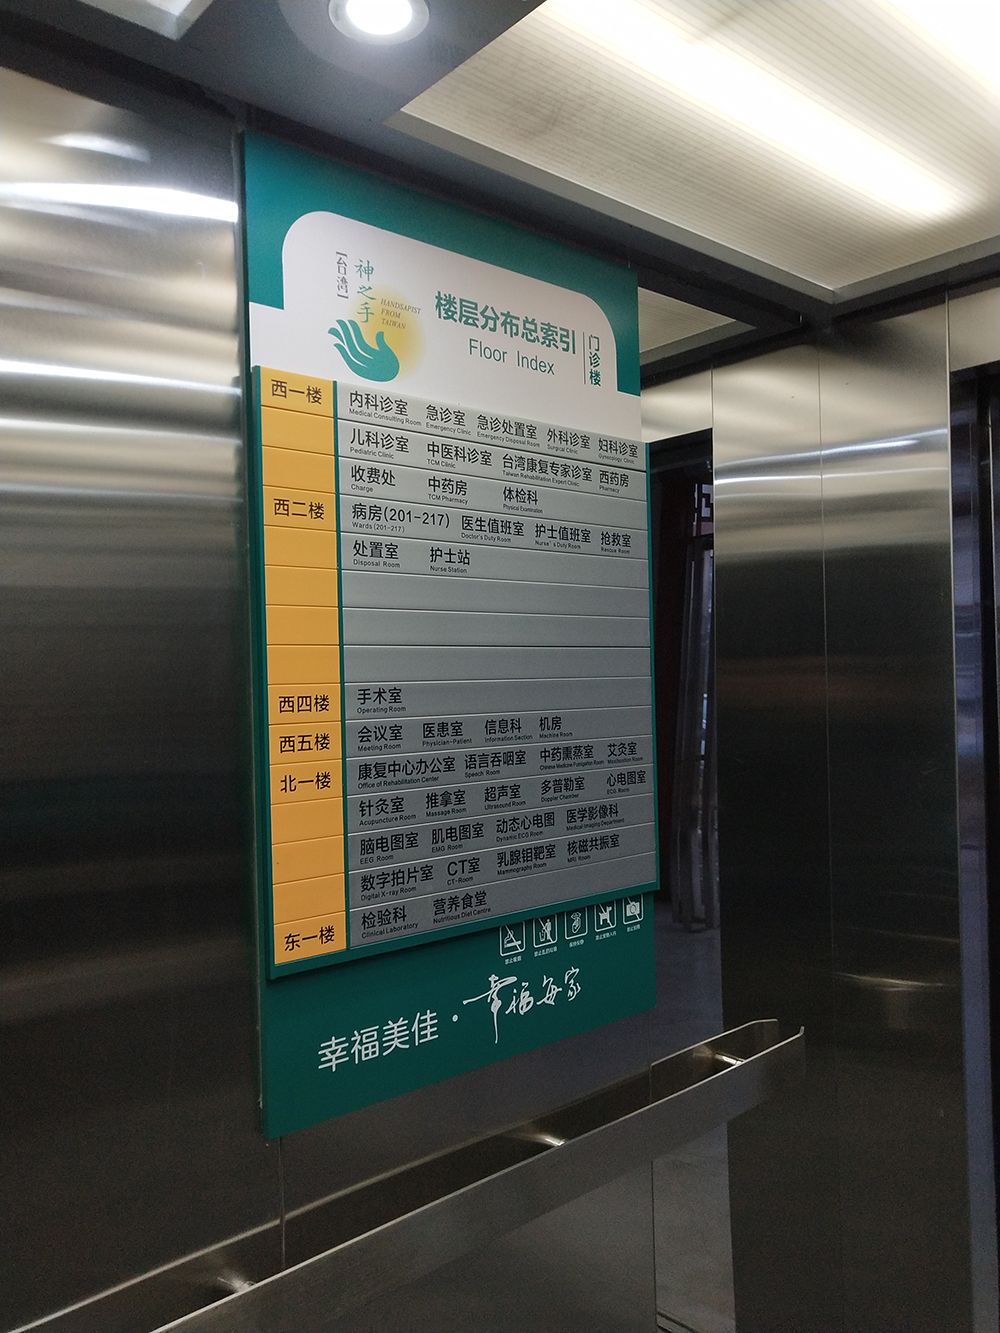 【台湾】
神之手
HANDSAPIST
FROM
TAIWAN
楼层分布总索引
Floor Index
门诊楼
西一楼 内科诊室 急诊室 急诊处置室 外科诊室 妇科诊室
Medical Consulting Room Emergency Clinic Emergency Disposal Room Surgical Clinic Gynecology Clinic
儿科诊室 中医科诊室 台湾康复专家诊室 西药房
Pediatric Clinic TCM Clinic Taiwan Rehabilitation Expert Clinic Pharmacy
收费处 中药房 体检科
Charge TCM Pharmacy Physical Examination
西二楼 病房(201-217) 医生值班室 护士值班室 抢救室
Wards (201-217) Doctor's Duty Room Nurse's Duty Room Rescue Room
处置室 护士站
Disposal Room Nurse Station
西四楼 手术室
Operating Room
西五楼 会议室 医患室 信息科 机房
Meeting Room Physician-Patient Information Section Machine Room
北一楼 康复中心办公室 语言吞咽室 中药熏蒸室 艾灸室
Office of Rehabilitation Center Speech Room Chinese Medicine Fumigation Room Moxibustion Room
针灸室 推拿室 超声室 多普勒室 心电图室
Acupuncture Room Massage Room Ultrasound Room Doppler Chamber ECG Room
脑电图室 肌电图室 动态心电图 医学影像科
EEG Room EMG Room Dynamic ECG Room Medical Imaging Department
数字拍片室 CT室 乳腺钼靶室 核磁共振室
Digital X-ray Room CT-Room Mammography Room MRI Room
东一楼 检验科 营养食堂
Clinical Laboratory Nutritious Diet Centre
幸福美佳·幸福每家